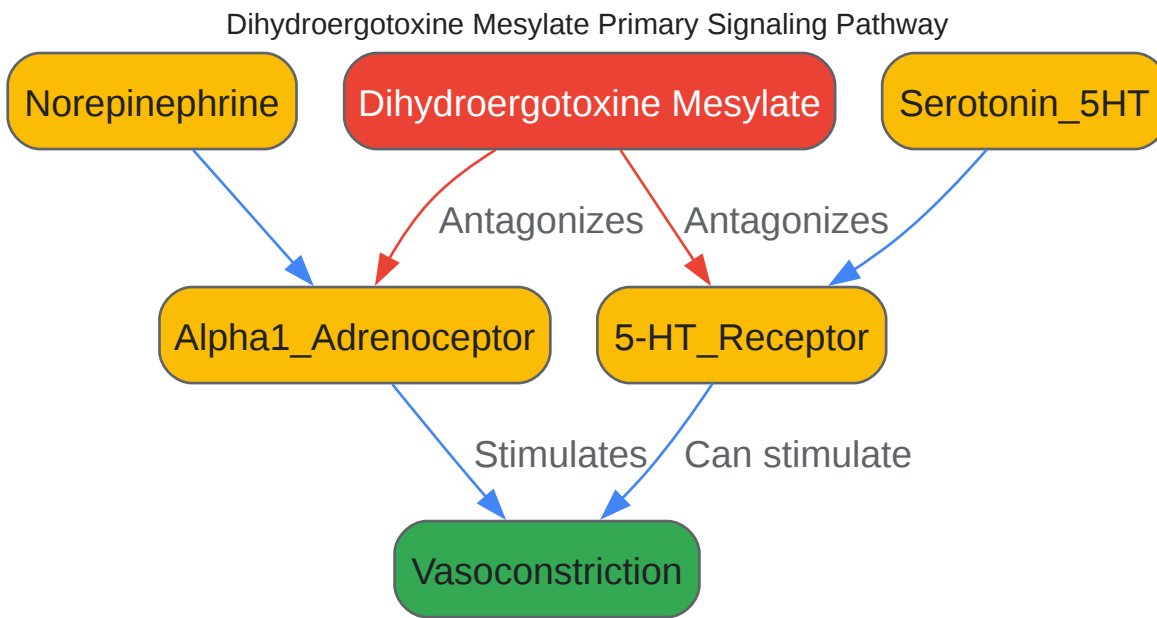 Dihydroergotoxine Mesylate Primary Signaling Pathway
Norepinephrine
Dihydroergotoxine Mesylate
Serotonin_5HT
Antagonizes
Antagonizes
Alpha1_Adrenoceptor
5-HT_Receptor
Stimulates
Can stimulate
Vasoconstriction